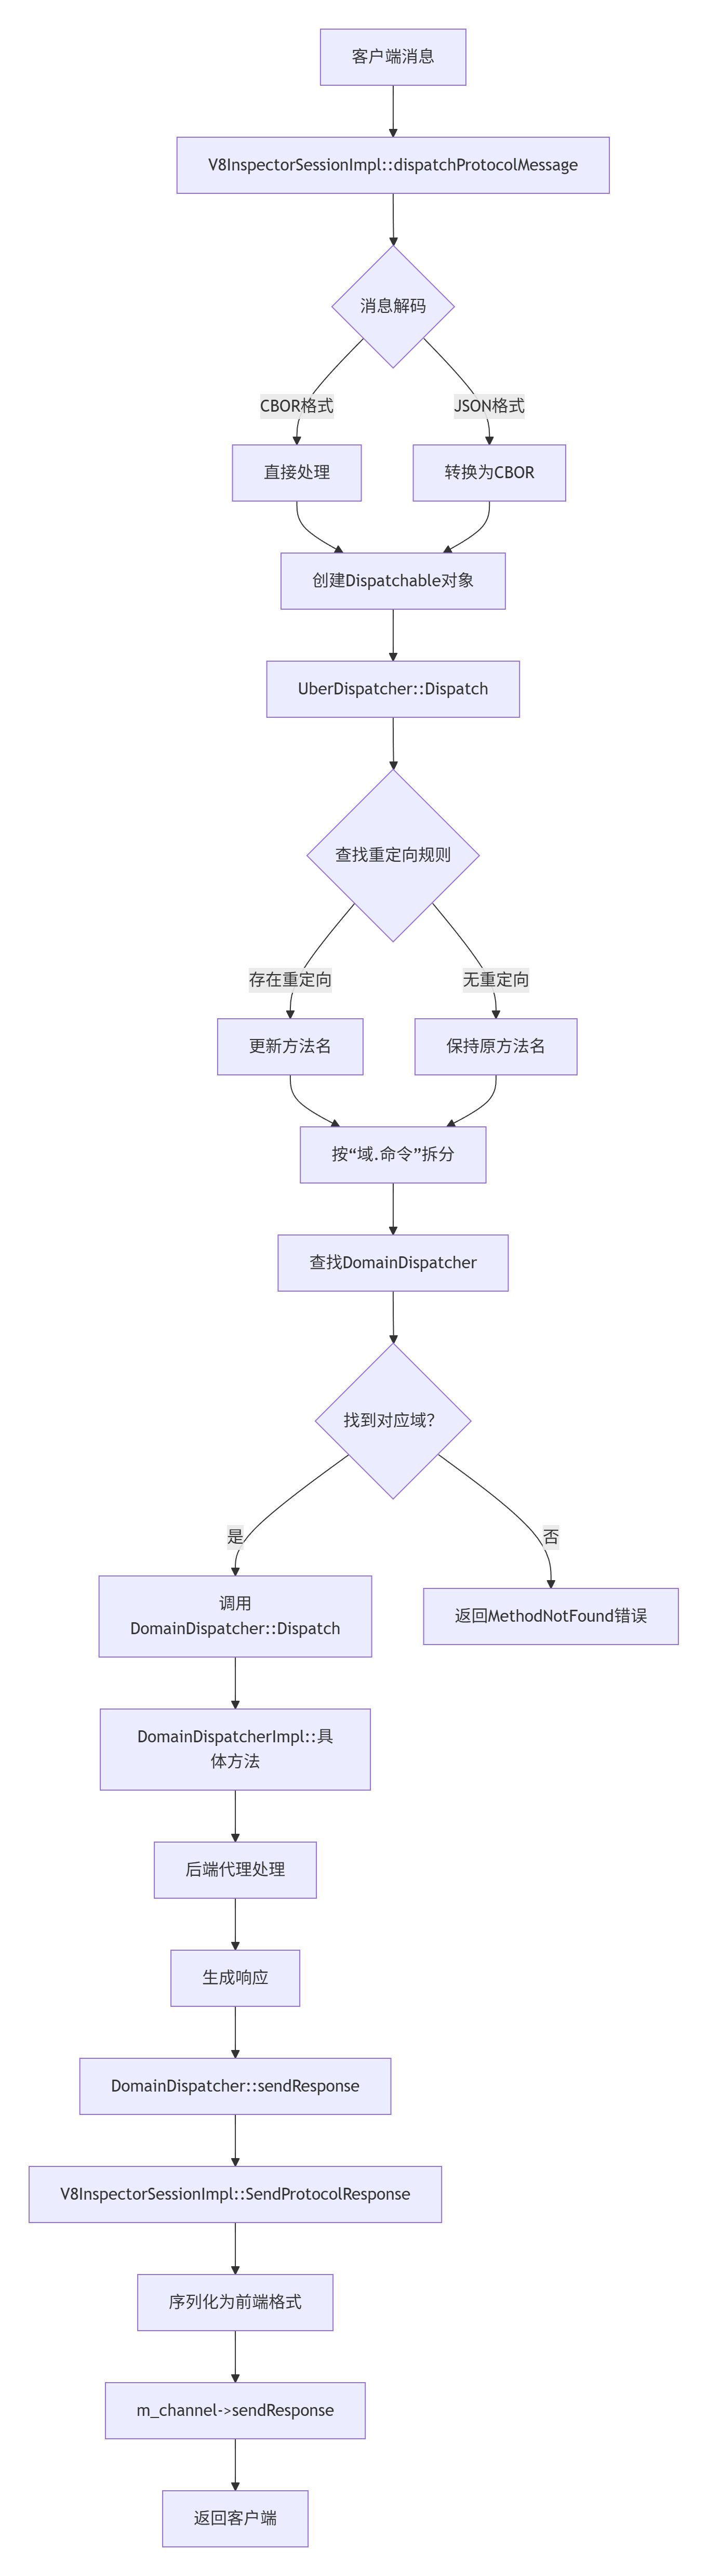 客户端消息
V8InspectorSessionImpl::dispatchProtocolMessage
消息解码
CBOR格式
JSON格式
直接处理
转换为CBOR
创建Dispatchable对象
UberDispatcher::Dispatch
查找重定向规则
存在重定向
无重定向
更新方法名
保持原方法名
按“域.命令”拆分
查找DomainDispatcher
找到对应域?
是
否
调用
DomainDispatcher::Dispatch
返回MethodNotFound错误
DomainDispatcherImpl::具
体方法
后端代理处理
生成响应
DomainDispatcher::sendResponse
V8InspectorSessionImpl::SendProtocolResponse
序列化为前端格式
m_channel->sendResponse
返回客户端